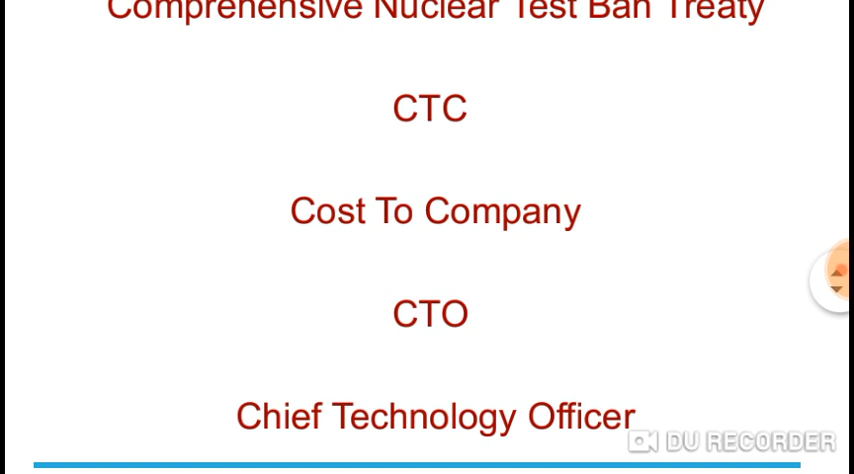 Comprehensive Nuclear Test Ban Treaty
CTC
Cost To Company
CTO
Chief Technology Officer
DU RECORDER